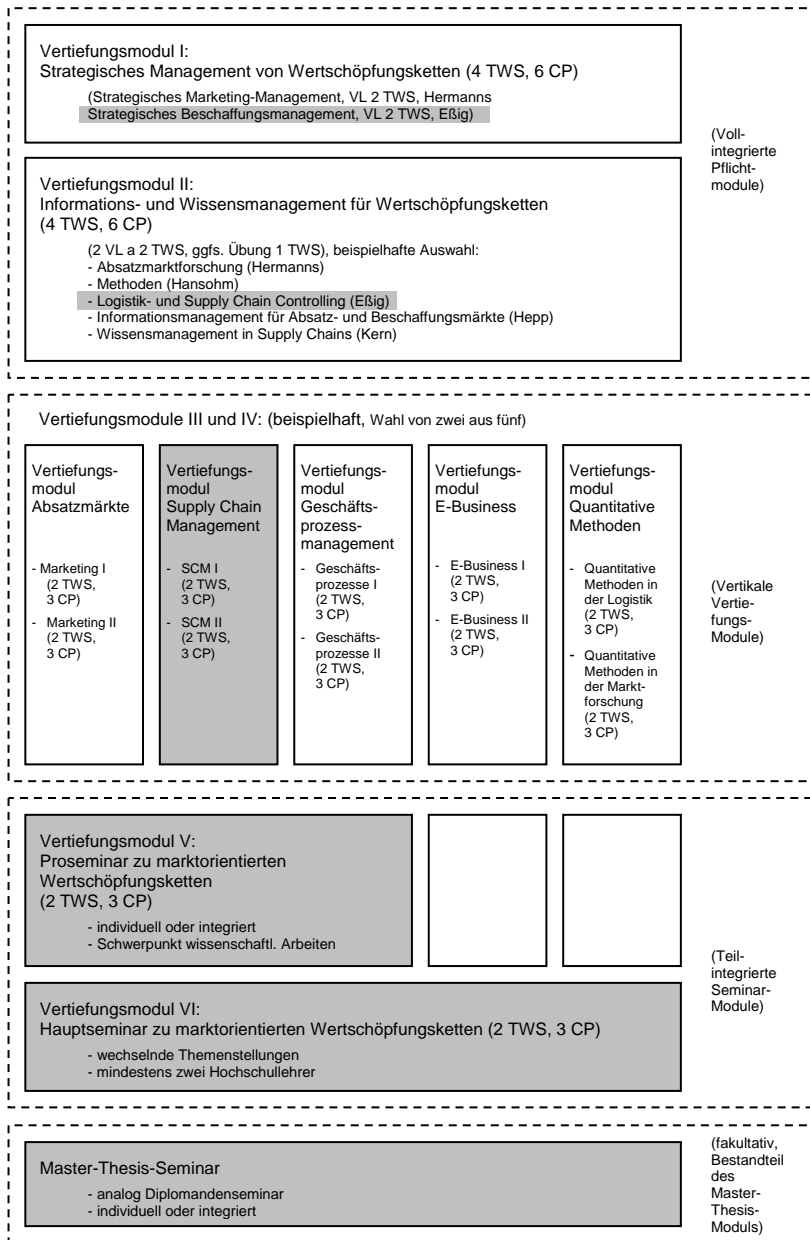 Vertiefungsmodul I:
Strategisches Management von Wertschöpfungsketten (4 TWS, 6 CP)
(Strategisches Marketing-Management, VL 2 TWS, Hermanns
Strategisches Beschaffungsmanagement, VL 2 TWS, Eßig)
(Voll-
integrierte
Pflicht-
module)
Vertiefungsmodul II:
Informations- und Wissensmanagement für Wertschöpfungsketten
(4 TWS, 6 CP)
(2 VL a 2 TWS, ggfs. Übung 1 TWS), beispielhafte Auswahl:
- Absatzmarktforschung (Hermanns)
- Methoden (Hansohm)
- Logistik- und Supply Chain Controlling (Eßig)
- Informationsmanagement für Absatz- und Beschaffungsmärkte (Hepp)
- Wissensmanagement in Supply Chains (Kern)
Vertiefungsmodule III und IV: (beispielhaft, Wahl von zwei aus fünf)
Vertiefungs-
modul
Absatzmärkte
- Marketing I
(2 TWS,
3 CP)
- Marketing II
(2 TWS,
3 CP)
Vertiefungs-
modul
Supply Chain
Management
- SCM I
(2 TWS,
3 CP)
- SCM II
(2 TWS,
3 CP)
Vertiefungs-
modul
Geschäfts-
prozess-
management
- Geschäfts-
prozesse I
(2 TWS,
3 CP)
- Geschäfts-
prozesse II
(2 TWS,
3 CP)
Vertiefungs-
modul
E-Business
- E-Business I
(2 TWS,
3 CP)
- E-Business II
(2 TWS,
3 CP)
Vertiefungs-
modul
Quantitative
Methoden
- Quantitative
Methoden in
der Logistik
(2 TWS,
3 CP)
- Quantitative
Methoden in
der Markt-
forschung
(2 TWS,
3 CP)
(Vertikale
Vertie-
fungs-
Module)
Vertiefungsmodul V:
Proseminar zu marktorientierten
Wertschöpfungsketten
(2 TWS, 3 CP)
- individuell oder integriert
- Schwerpunkt wissenschaftl. Arbeiten
(Teil-
integrierte
Seminar-
Module)
Vertiefungsmodul VI:
Hauptseminar zu marktorientierten Wertschöpfungsketten (2 TWS, 3 CP)
- wechselnde Themenstellungen
- mindestens zwei Hochschullehrer
Master-Thesis-Seminar
- analog Diplomandenseminar
- individuell oder integriert
(fakultativ,
Bestandteil
des
Master-
Thesis-
Moduls)